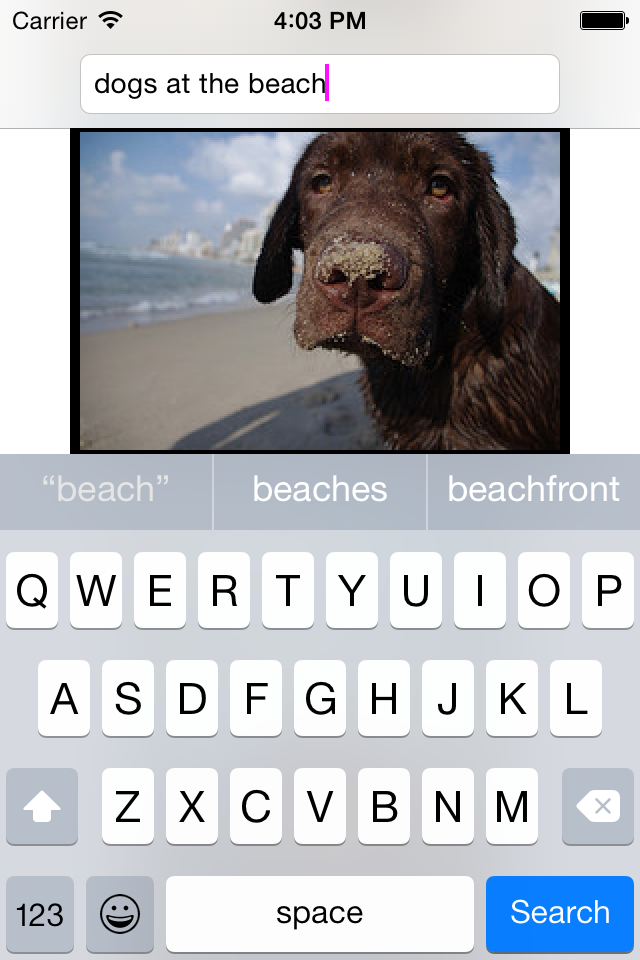 Carrier 4:03 PM
dogs at the beach
“beach” beaches beachfront
Q W E R T Y U I O P
A S D F G H J K L
Z X C V B N M
123 space Search